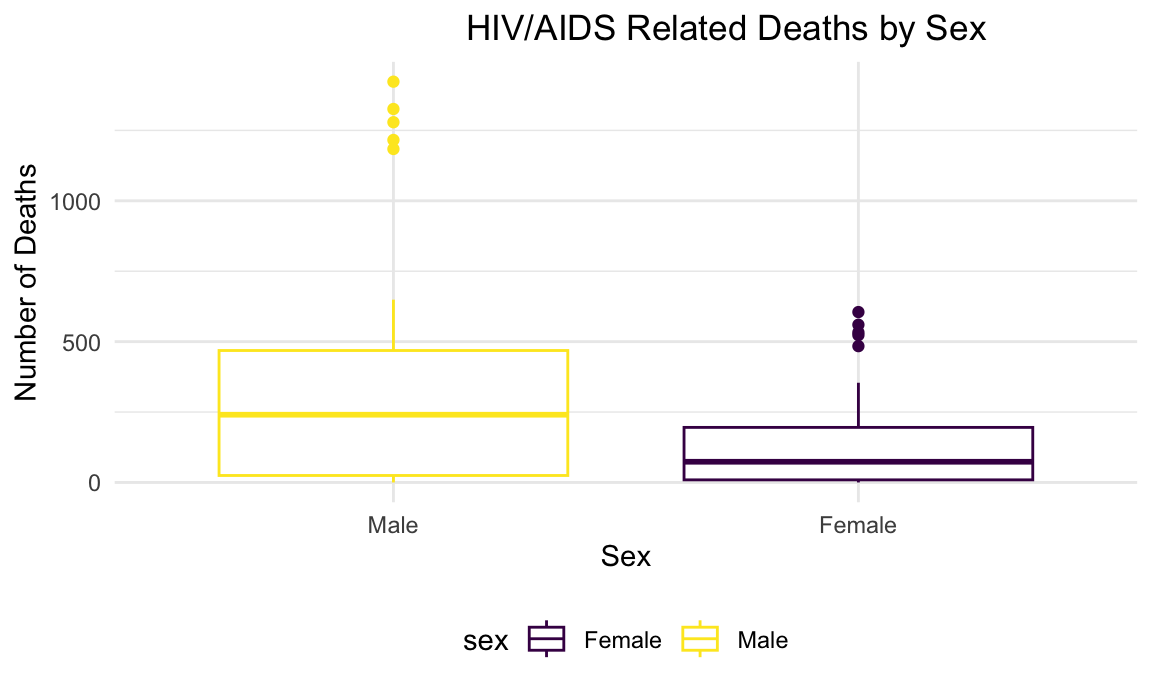 HIV/AIDS Related Deaths by Sex
Number of Deaths
1000
500
0
Male Female
Sex
sex Female Male